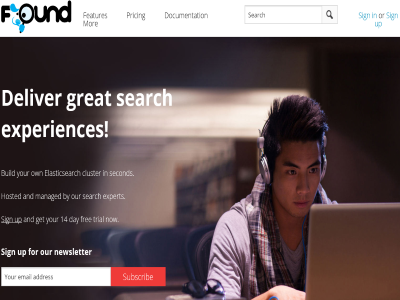 Found
Features
Pricing
Documentation
More
Search
Sign in or Sign up
Deliver great search
experiences!
Build your own Elasticsearch cluster in seconds.
Hosted and managed by our search experts.
Sign up and get your 14 day free trial now.
Sign up for our newsletter
Your email address
Subscribe